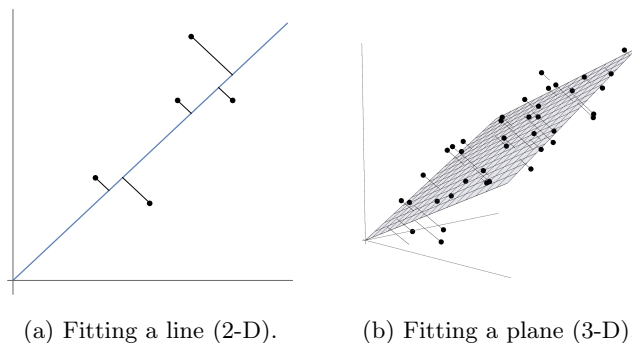 (a) Fitting a line (2-D).
(b) Fitting a plane (3-D)